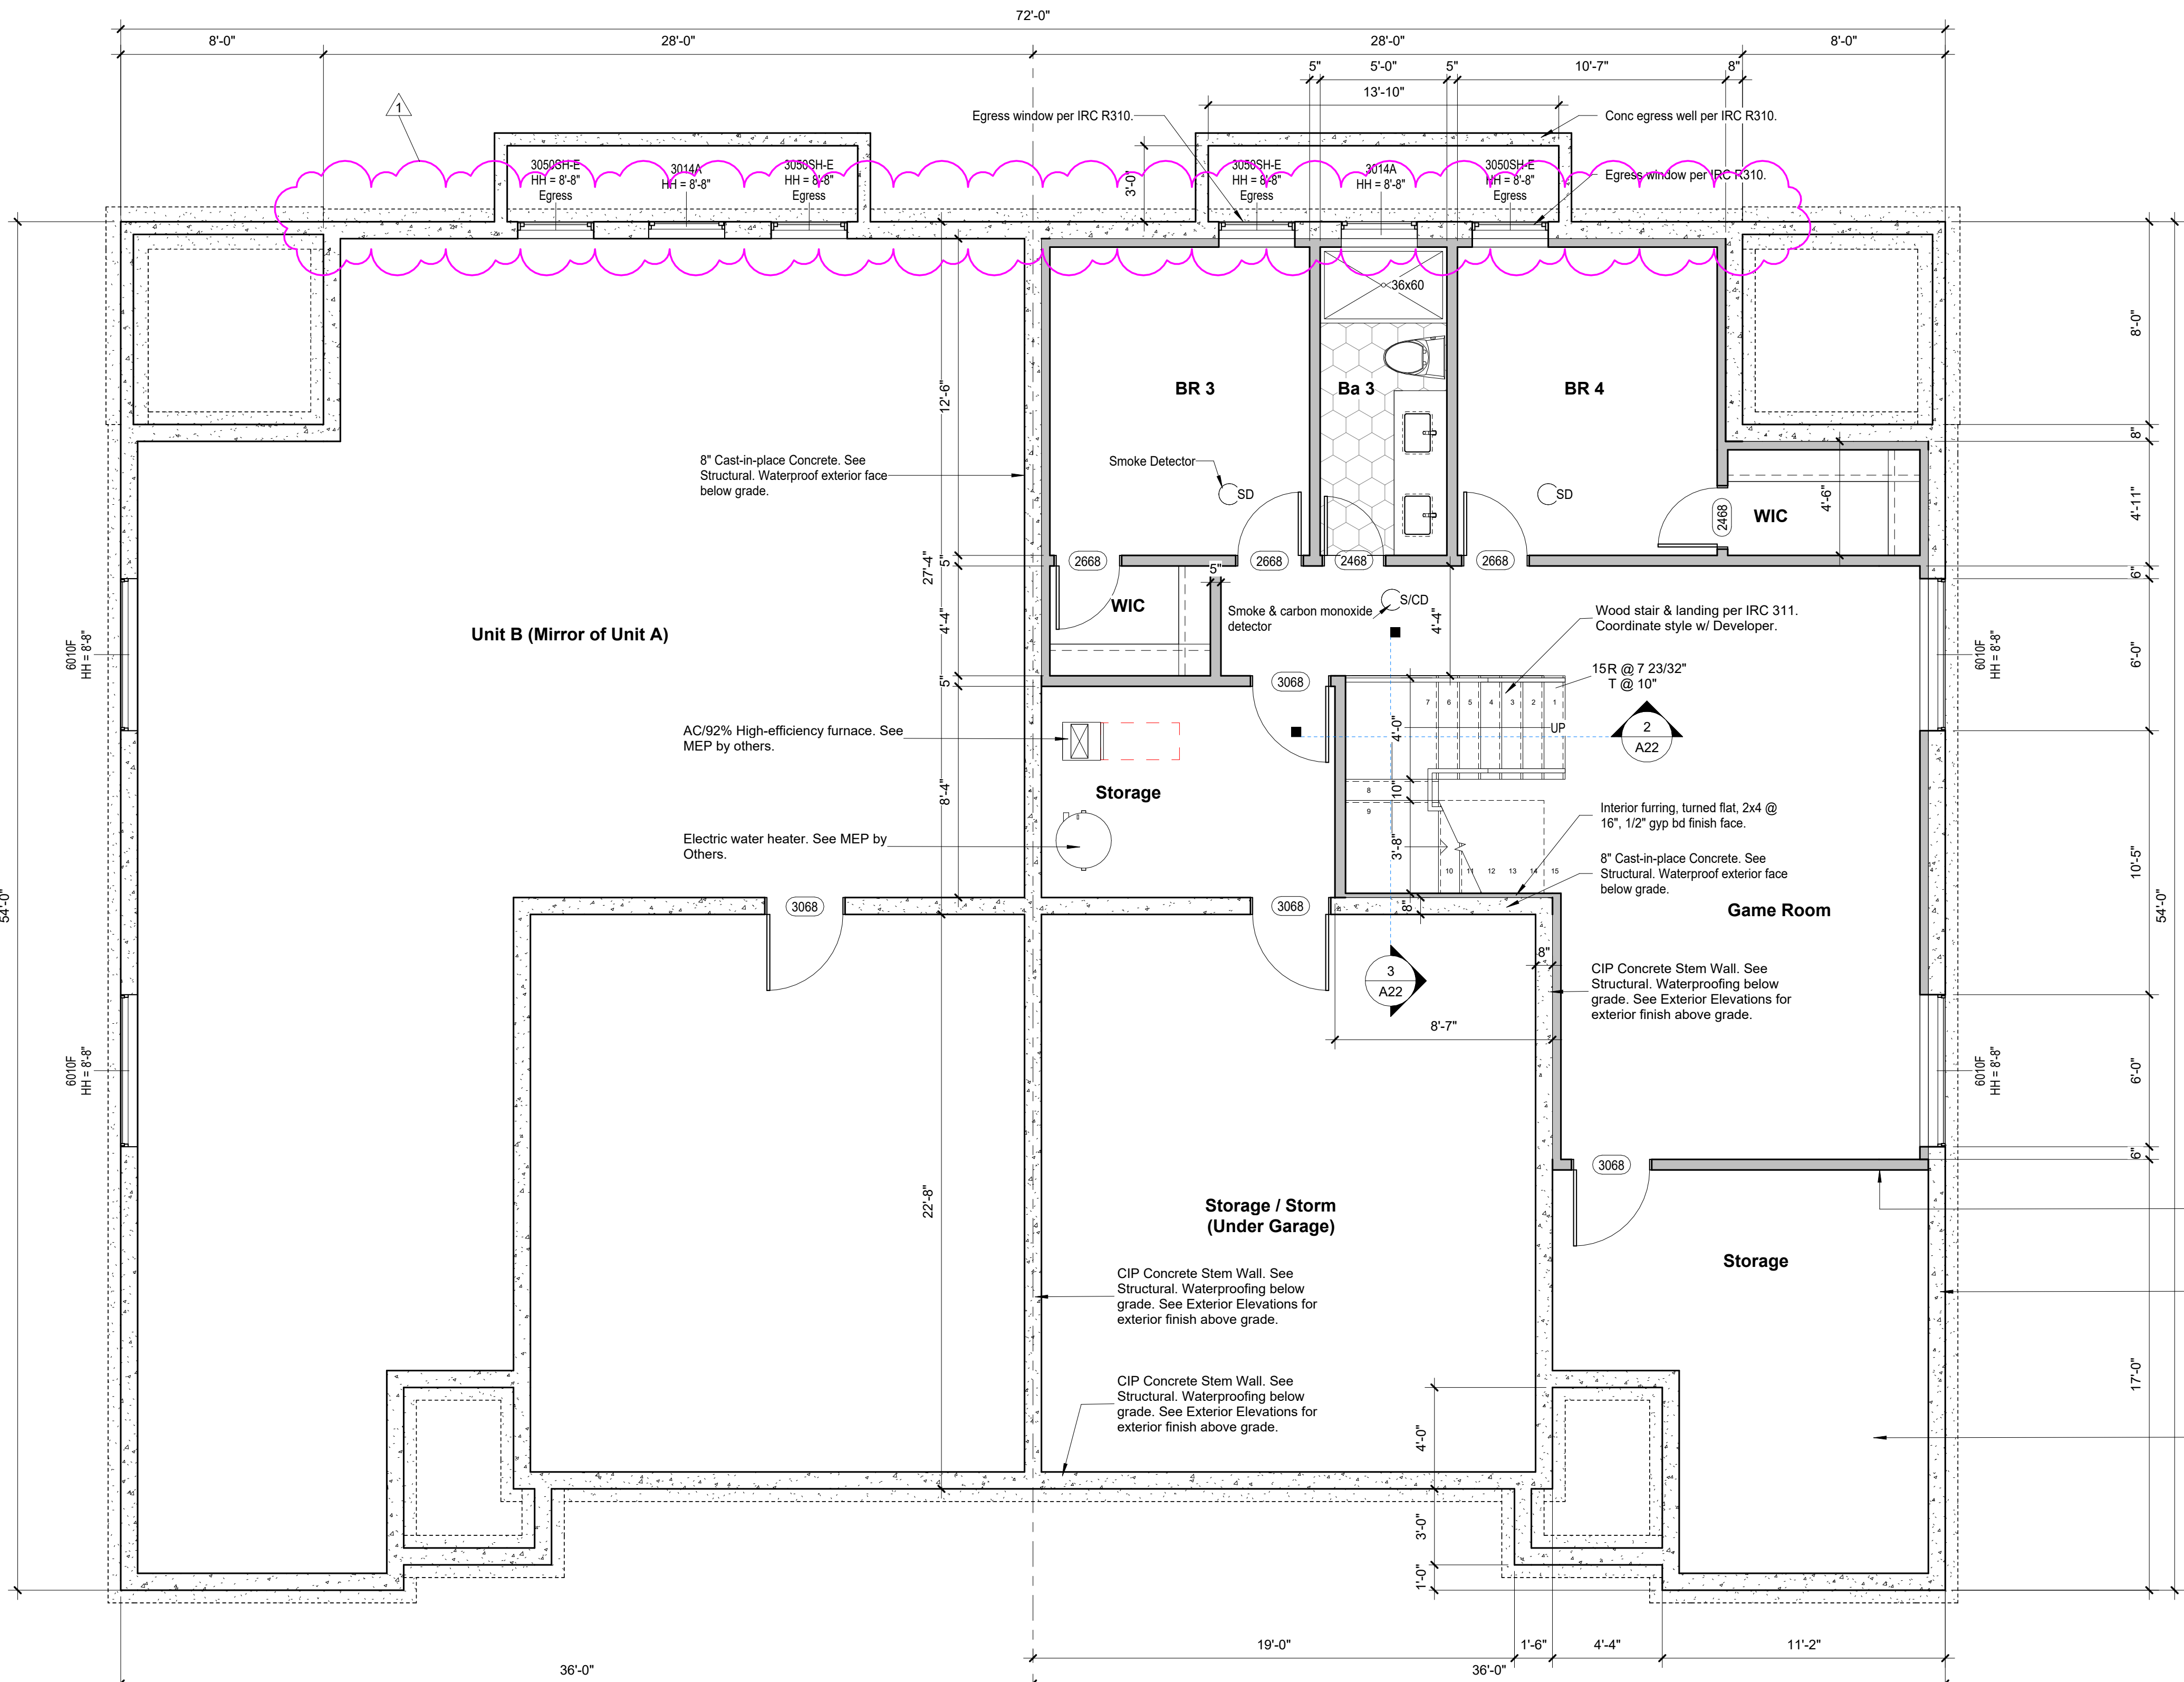 72'-0"
8'-0"
28'-0"
28'-0"
8'-0"
5"
5'-0"
5"
10'-7"
8"
13'-10"
1
Egress window per IRC R310.
Conc egress well per IRC R310.
3050SH-E
HH = 8'-8"
Egress
3014A
HH = 8'-8"
3050SH-E
HH = 8'-8"
Egress
3'-0"
3050SH-E
HH = 8'-8"
Egress
3014A
HH = 8'-8"
3050SH-E
HH = 8'-8"
Egress
Egress window per IRC R310.
36x60
8'-0"
12'-6"
BR 3
Ba 3
BR 4
8"
8" Cast-in-place Concrete. See
Structural. Waterproof exterior face
below grade.
Smoke Detector
SD
SD
2468
WIC
4'-6"
4'-11"
2668
2668
2468
2668
27'-4"
5"
5"
6"
WIC
4'-4"
Smoke & carbon monoxide
detector
S/CD
4'-4"
Wood stair & landing per IRC 311.
Coordinate style w/ Developer.
Unit B (Mirror of Unit A)
6010F
HH = 8'-8"
6010F
HH = 8'-8"
6'-0"
15R @ 7 23/32"
T @ 10"
3068
5"
7
6
5
4
3
2
1
UP
4'-0"
2
A22
AC/92% High-efficiency furnace. See
MEP by others.
Storage
8'-4"
8
10"
9
Interior furring, turned flat, 2x4 @
16", 1/2" gyp bd finish face.
Electric water heater. See MEP by
Others.
3'-8"
10
11
12
13
14
15
8" Cast-in-place Concrete. See
Structural. Waterproof exterior face
below grade.
10'-5"
54'-0"
54'-0"
3068
3068
8"
Game Room
8"
3
A22
CIP Concrete Stem Wall. See
Structural. Waterproofing below
grade. See Exterior Elevations for
exterior finish above grade.
8'-7"
6010F
HH = 8'-8"
6010F
HH = 8'-8"
6'-0"
3068
6"
22'-8"
Storage / Storm
(Under Garage)
Storage
CIP Concrete Stem Wall. See
Structural. Waterproofing below
grade. See Exterior Elevations for
exterior finish above grade.
CIP Concrete Stem Wall. See
Structural. Waterproofing below
grade. See Exterior Elevations for
exterior finish above grade.
17'-0"
4'-0"
3'-0"
1'-0"
19'-0"
1'-6"
4'-4"
11'-2"
36'-0"
36'-0"